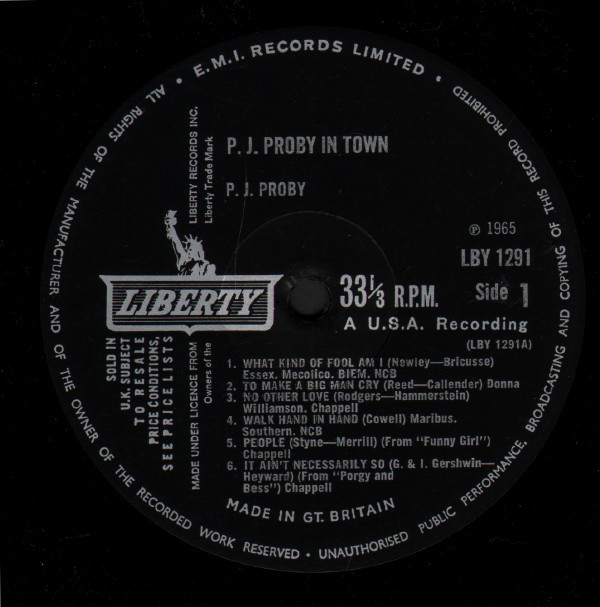 E.M.I. RECORDS LIMITED •
RECORD PROHIBITED
COPYING OF THIS
BROADCASTING AND
UNAUTHORISED PUBLIC PERFORMANCE,
ALL RIGHTS OF THE MANUFACTURER AND OF THE OWNER OF THE RECORDED WORK RESERVED •
P. J. PROBY IN TOWN
P. J. PROBY
LIBERTY RECORDS INC.
Liberty Trade Mark
LIBERTY
℗ 1965
LBY 1291
33⅓ R.P.M.
Side 1
A U.S.A. Recording
(LBY 1291A)
SOLD IN
U.K. SUBJECT
TO RESALE
PRICE CONDITIONS,
SEE PRICE LISTS
MADE UNDER LICENCE FROM
Owners of the
1. WHAT KIND OF FOOL AM I (Newley—Bricusse)
Essex. Mecolico. BIEM. NCB
2. TO MAKE A BIG MAN CRY (Reed—Callender) Donna
3. NO OTHER LOVE (Rodgers—Hammerstein)
Williamson. Chappell
4. WALK HAND IN HAND (Cowell) Maribus.
Southern. NCB
5. PEOPLE (Styne—Merrill) (From "Funny Girl")
Chappell
6. IT AIN'T NECESSARILY SO (G. & I. Gershwin—
Heyward) (From "Porgy and
Bess") Chappell
MADE IN GT. BRITAIN